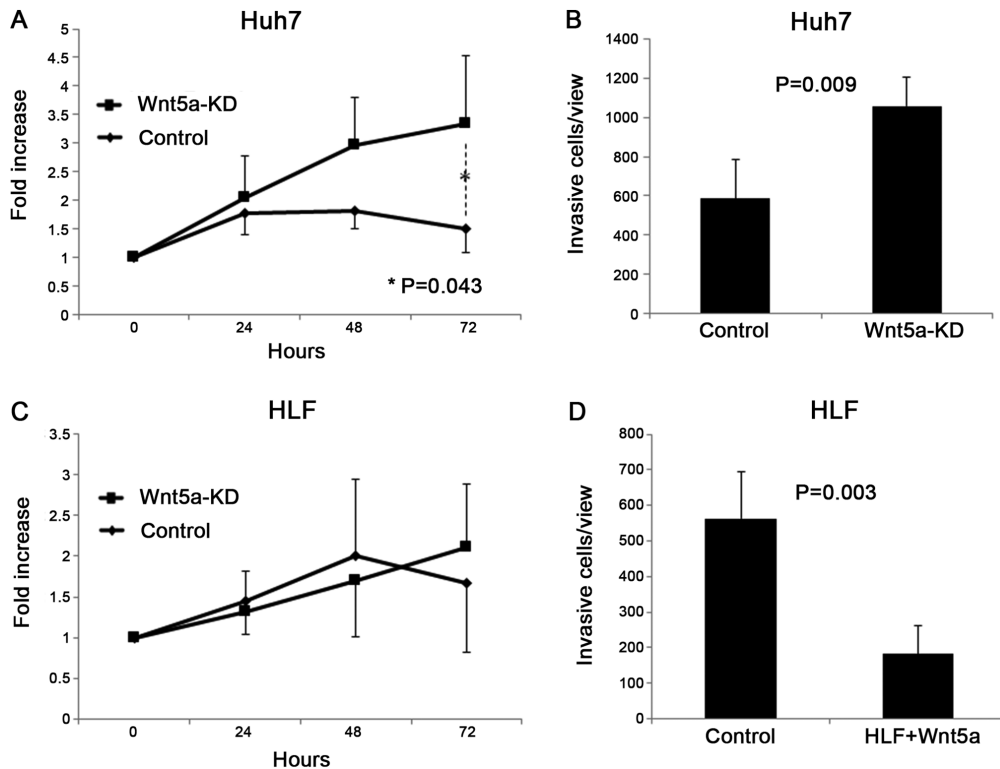 A
Huh7
5
4.5
4
3.5
3
2.5
2
1.5
1
0.5
0
Fold increase
Wnt5a-KD
Control
*
* P=0.043
0 24 48 72
Hours
B
Huh7
1400
1200
1000
800
600
400
200
0
Invasive cells/view
P=0.009
Control Wnt5a-KD
C
HLF
3.5
3
2.5
2
1.5
1
0.5
0
Fold increase
Wnt5a-KD
Control
0 24 48 72
Hours
D
HLF
800
700
600
500
400
300
200
100
0
Invasive cells/view
P=0.003
Control HLF+Wnt5a